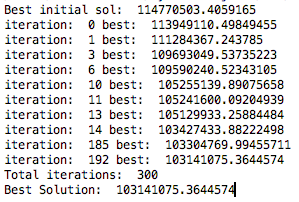 Best initial sol:  114770503.4059165
iteration:  0 best:  113949110.49849455
iteration:  1 best:  111284367.243785
iteration:  3 best:  109693049.53735223
iteration:  6 best:  109590240.52343105
iteration:  10 best:  105255139.89075658
iteration:  11 best:  105241600.09204939
iteration:  13 best:  105129933.25884484
iteration:  14 best:  103427433.88222498
iteration:  185 best:  103304769.99455711
iteration:  192 best:  103141075.3644574
Total iterations:  300
Best Solution:  103141075.3644574